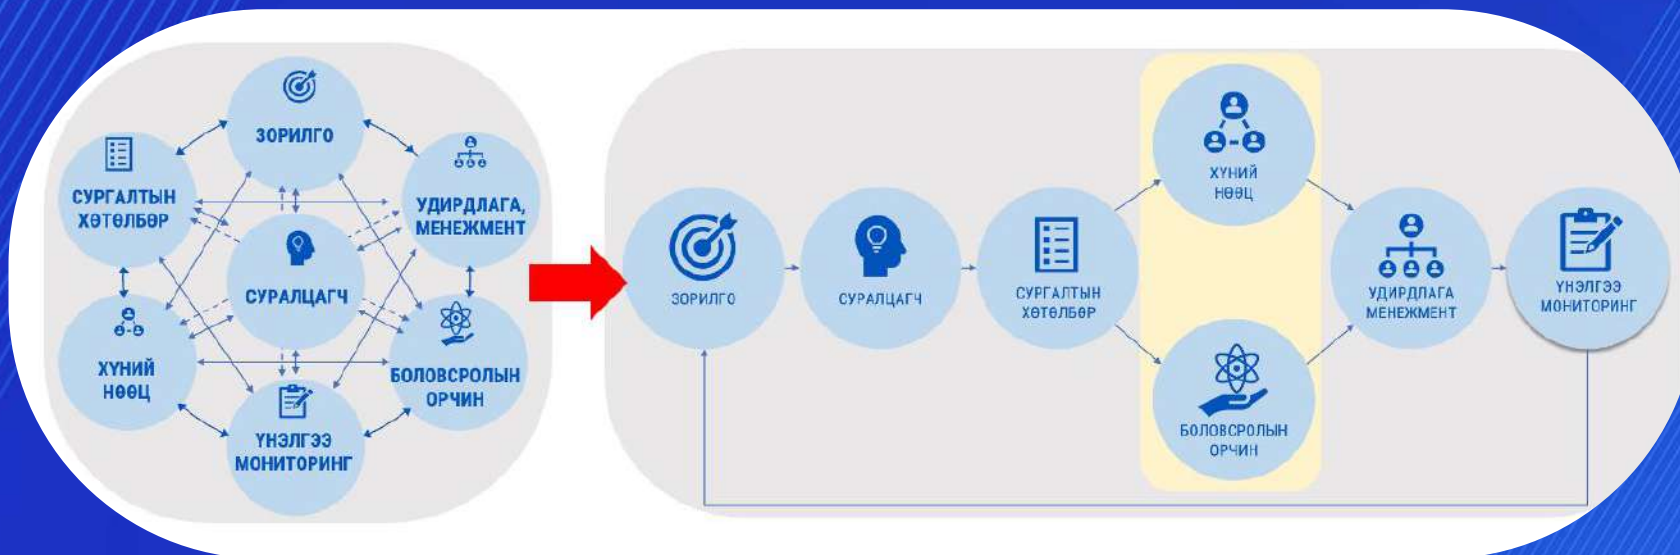 ЗОРИЛГО
СУРГАЛТЫН
ХӨТӨЛБӨР
УДИРДЛАГА,
МЕНЕЖМЕНТ
СУРАЛЦАГЧ
ХҮНИЙ
НӨӨЦ
БОЛОВСРОЛЫН
ОРЧИН
ҮНЭЛГЭЭ
МОНИТОРИНГ
ЗОРИЛГО
СУРАЛЦАГЧ
СУРГАЛТЫН
ХӨТӨЛБӨР
ХҮНИЙ
НӨӨЦ
БОЛОВСРОЛЫН
ОРЧИН
УДИРДЛАГА
МЕНЕЖМЕНТ
ҮНЭЛГЭЭ
МОНИТОРИНГ